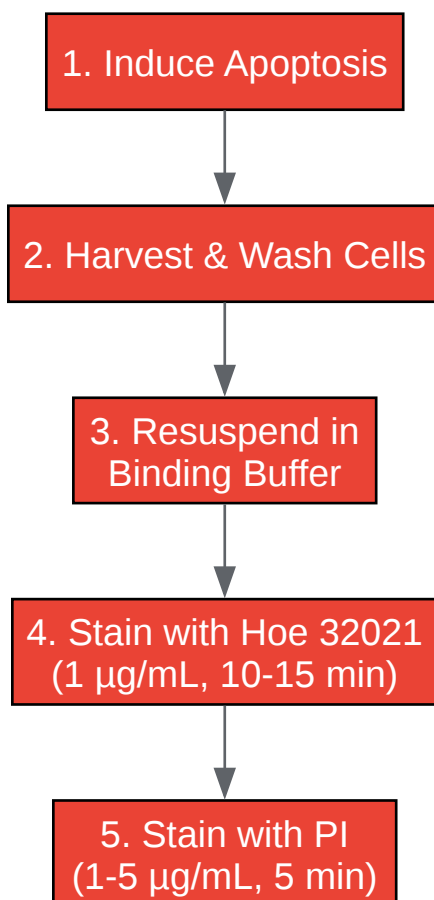 1. Induce Apoptosis
2. Harvest & Wash Cells
3. Resuspend in
Binding Buffer
4. Stain with Hoe 32021
(1 µg/mL, 10-15 min)
5. Stain with PI
(1-5 µg/mL, 5 min)